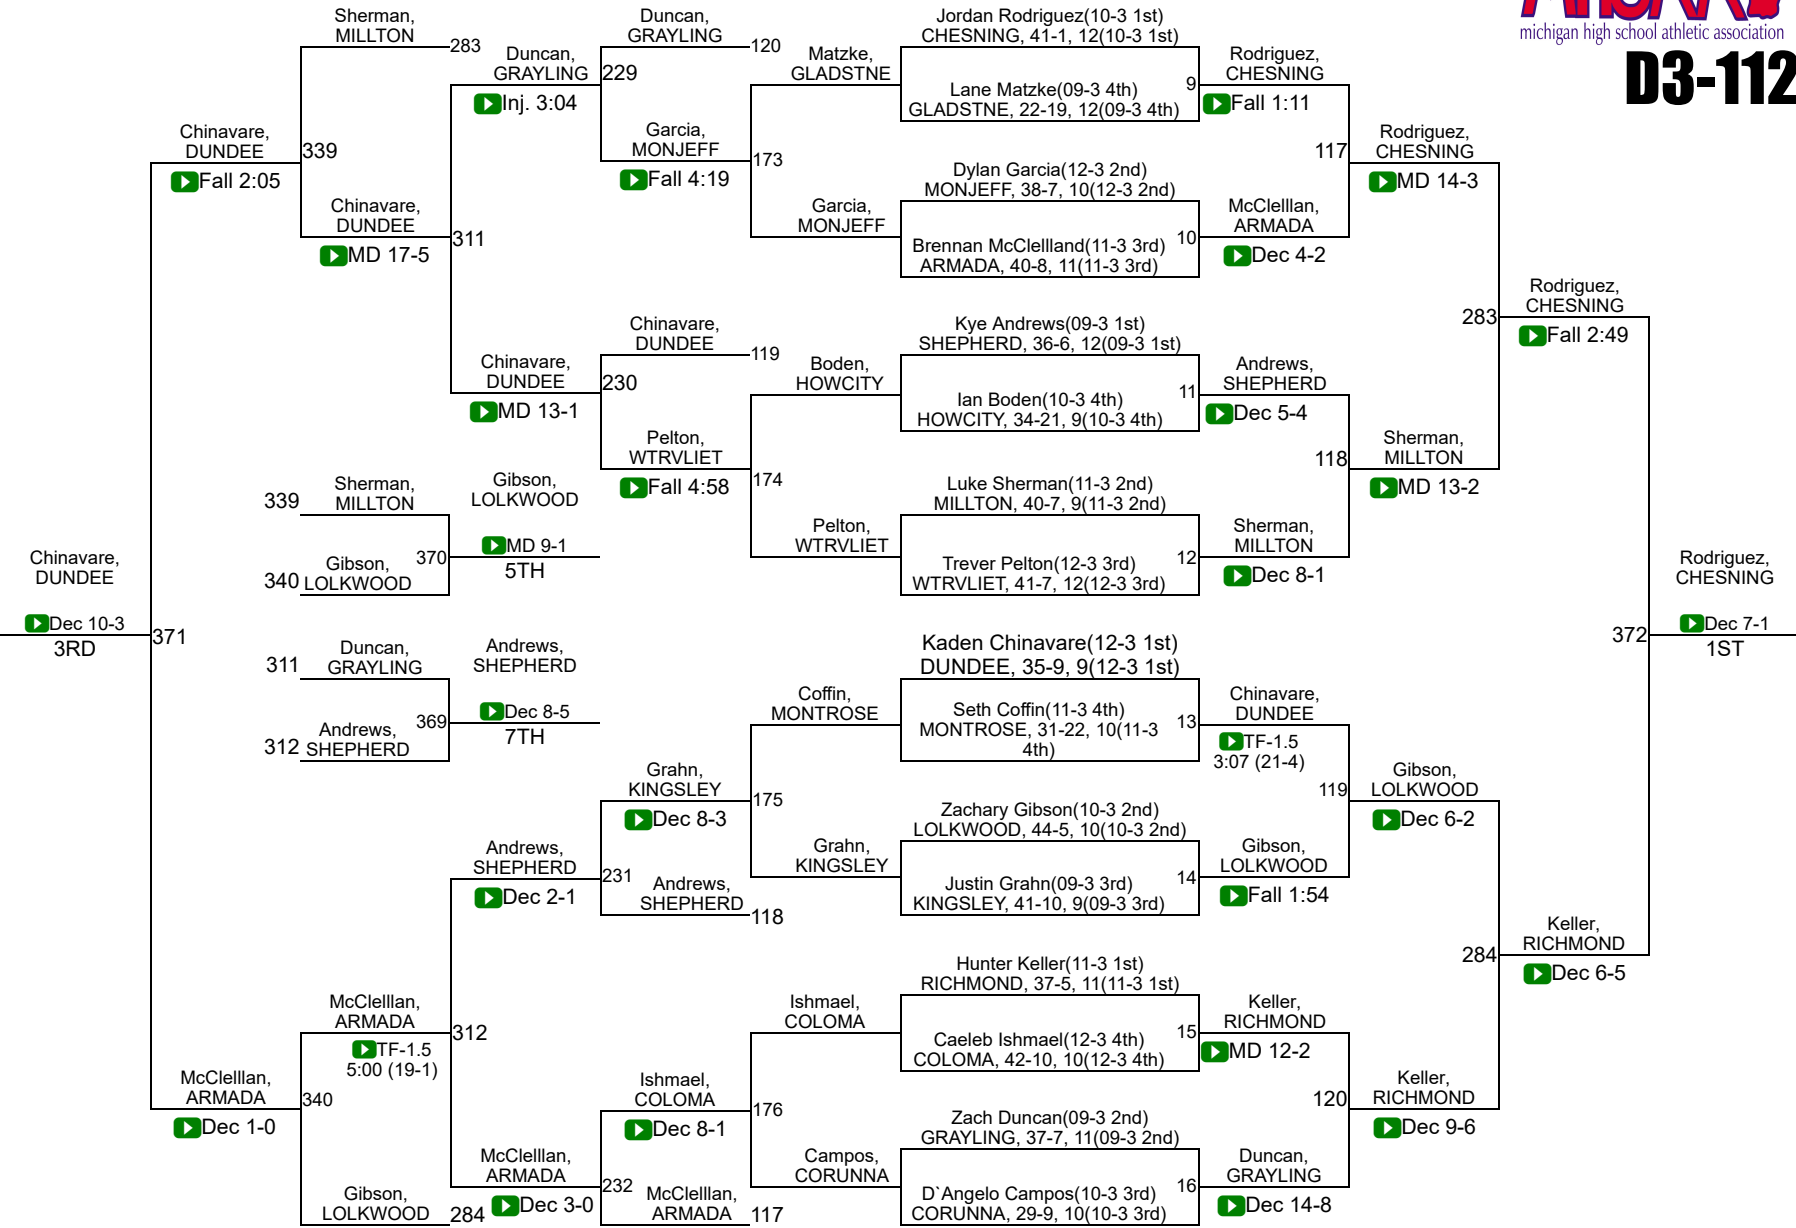 michigan high school athletic association
D3-112
Sherman,
MILLTON
283
Duncan,
GRAYLING
120
Jordan Rodriguez(10-3 1st)
CHESNING, 41-1, 12(10-3 1st)
Duncan,
GRAYLING
229
Inj. 3:04
Matzke,
GLADSTNE
Lane Matzke(09-3 4th)
GLADSTNE, 22-19, 12(09-3 4th)
9
Rodriguez,
CHESNING
Fall 1:11
Chinavare,
DUNDEE
339
Fall 2:05
Garcia,
MONJEFF
173
Fall 4:19
Dylan Garcia(12-3 2nd)
MONJEFF, 38-7, 10(12-3 2nd)
117
Rodriguez,
CHESNING
MD 14-3
Chinavare,
DUNDEE
311
MD 17-5
Garcia,
MONJEFF
Brennan McClellland(11-3 3rd)
ARMADA, 40-8, 11(11-3 3rd)
10
McClelllan,
ARMADA
Dec 4-2
Chinavare,
DUNDEE
119
Kye Andrews(09-3 1st)
SHEPHERD, 36-6, 12(09-3 1st)
283
Rodriguez,
CHESNING
Fall 2:49
Chinavare,
DUNDEE
230
MD 13-1
Boden,
HOWCITY
Ian Boden(10-3 4th)
HOWCITY, 34-21, 9(10-3 4th)
11
Andrews,
SHEPHERD
Dec 5-4
Pelton,
WTRVLIET
174
Fall 4:58
118
Sherman,
MILLTON
MD 13-2
339
Sherman,
MILLTON
Gibson,
LOLKWOOD
Luke Sherman(11-3 2nd)
MILLTON, 40-7, 9(11-3 2nd)
340
Gibson,
LOLKWOOD
370
MD 9-1
5TH
Pelton,
WTRVLIET
Trever Pelton(12-3 3rd)
WTRVLIET, 41-7, 12(12-3 3rd)
12
Sherman,
MILLTON
Dec 8-1
Chinavare,
DUNDEE
Dec 10-3
3RD
371
Rodriguez,
CHESNING
372
Dec 7-1
1ST
311
Duncan,
GRAYLING
Andrews,
SHEPHERD
Kaden Chinavare(12-3 1st)
DUNDEE, 35-9, 9(12-3 1st)
312
Andrews,
SHEPHERD
369
Dec 8-5
7TH
Coffin,
MONTROSE
Seth Coffin(11-3 4th)
MONTROSE, 31-22, 10(11-3
4th)
13
Chinavare,
DUNDEE
TF-1.5
3:07 (21-4)
Grahn,
KINGSLEY
175
Dec 8-3
Zachary Gibson(10-3 2nd)
LOLKWOOD, 44-5, 10(10-3 2nd)
119
Gibson,
LOLKWOOD
Dec 6-2
Andrews,
SHEPHERD
231
Dec 2-1
Andrews,
SHEPHERD
118
Grahn,
KINGSLEY
Justin Grahn(09-3 3rd)
KINGSLEY, 41-10, 9(09-3 3rd)
14
Gibson,
LOLKWOOD
Fall 1:54
284
Keller,
RICHMOND
Dec 6-5
Hunter Keller(11-3 1st)
RICHMOND, 37-5, 11(11-3 1st)
McClelllan,
ARMADA
312
TF-1.5
5:00 (19-1)
Ishmael,
COLOMA
Caeleb Ishmael(12-3 4th)
COLOMA, 42-10, 10(12-3 4th)
15
Keller,
RICHMOND
MD 12-2
McClelllan,
ARMADA
340
Dec 1-0
Ishmael,
COLOMA
176
Dec 8-1
Zach Duncan(09-3 2nd)
GRAYLING, 37-7, 11(09-3 2nd)
120
Keller,
RICHMOND
Dec 9-6
McClelllan,
ARMADA
232
Dec 3-0
Campos,
CORUNNA
D`Angelo Campos(10-3 3rd)
CORUNNA, 29-9, 10(10-3 3rd)
16
Duncan,
GRAYLING
Dec 14-8
Gibson,
LOLKWOOD
284
McClelllan,
ARMADA
117